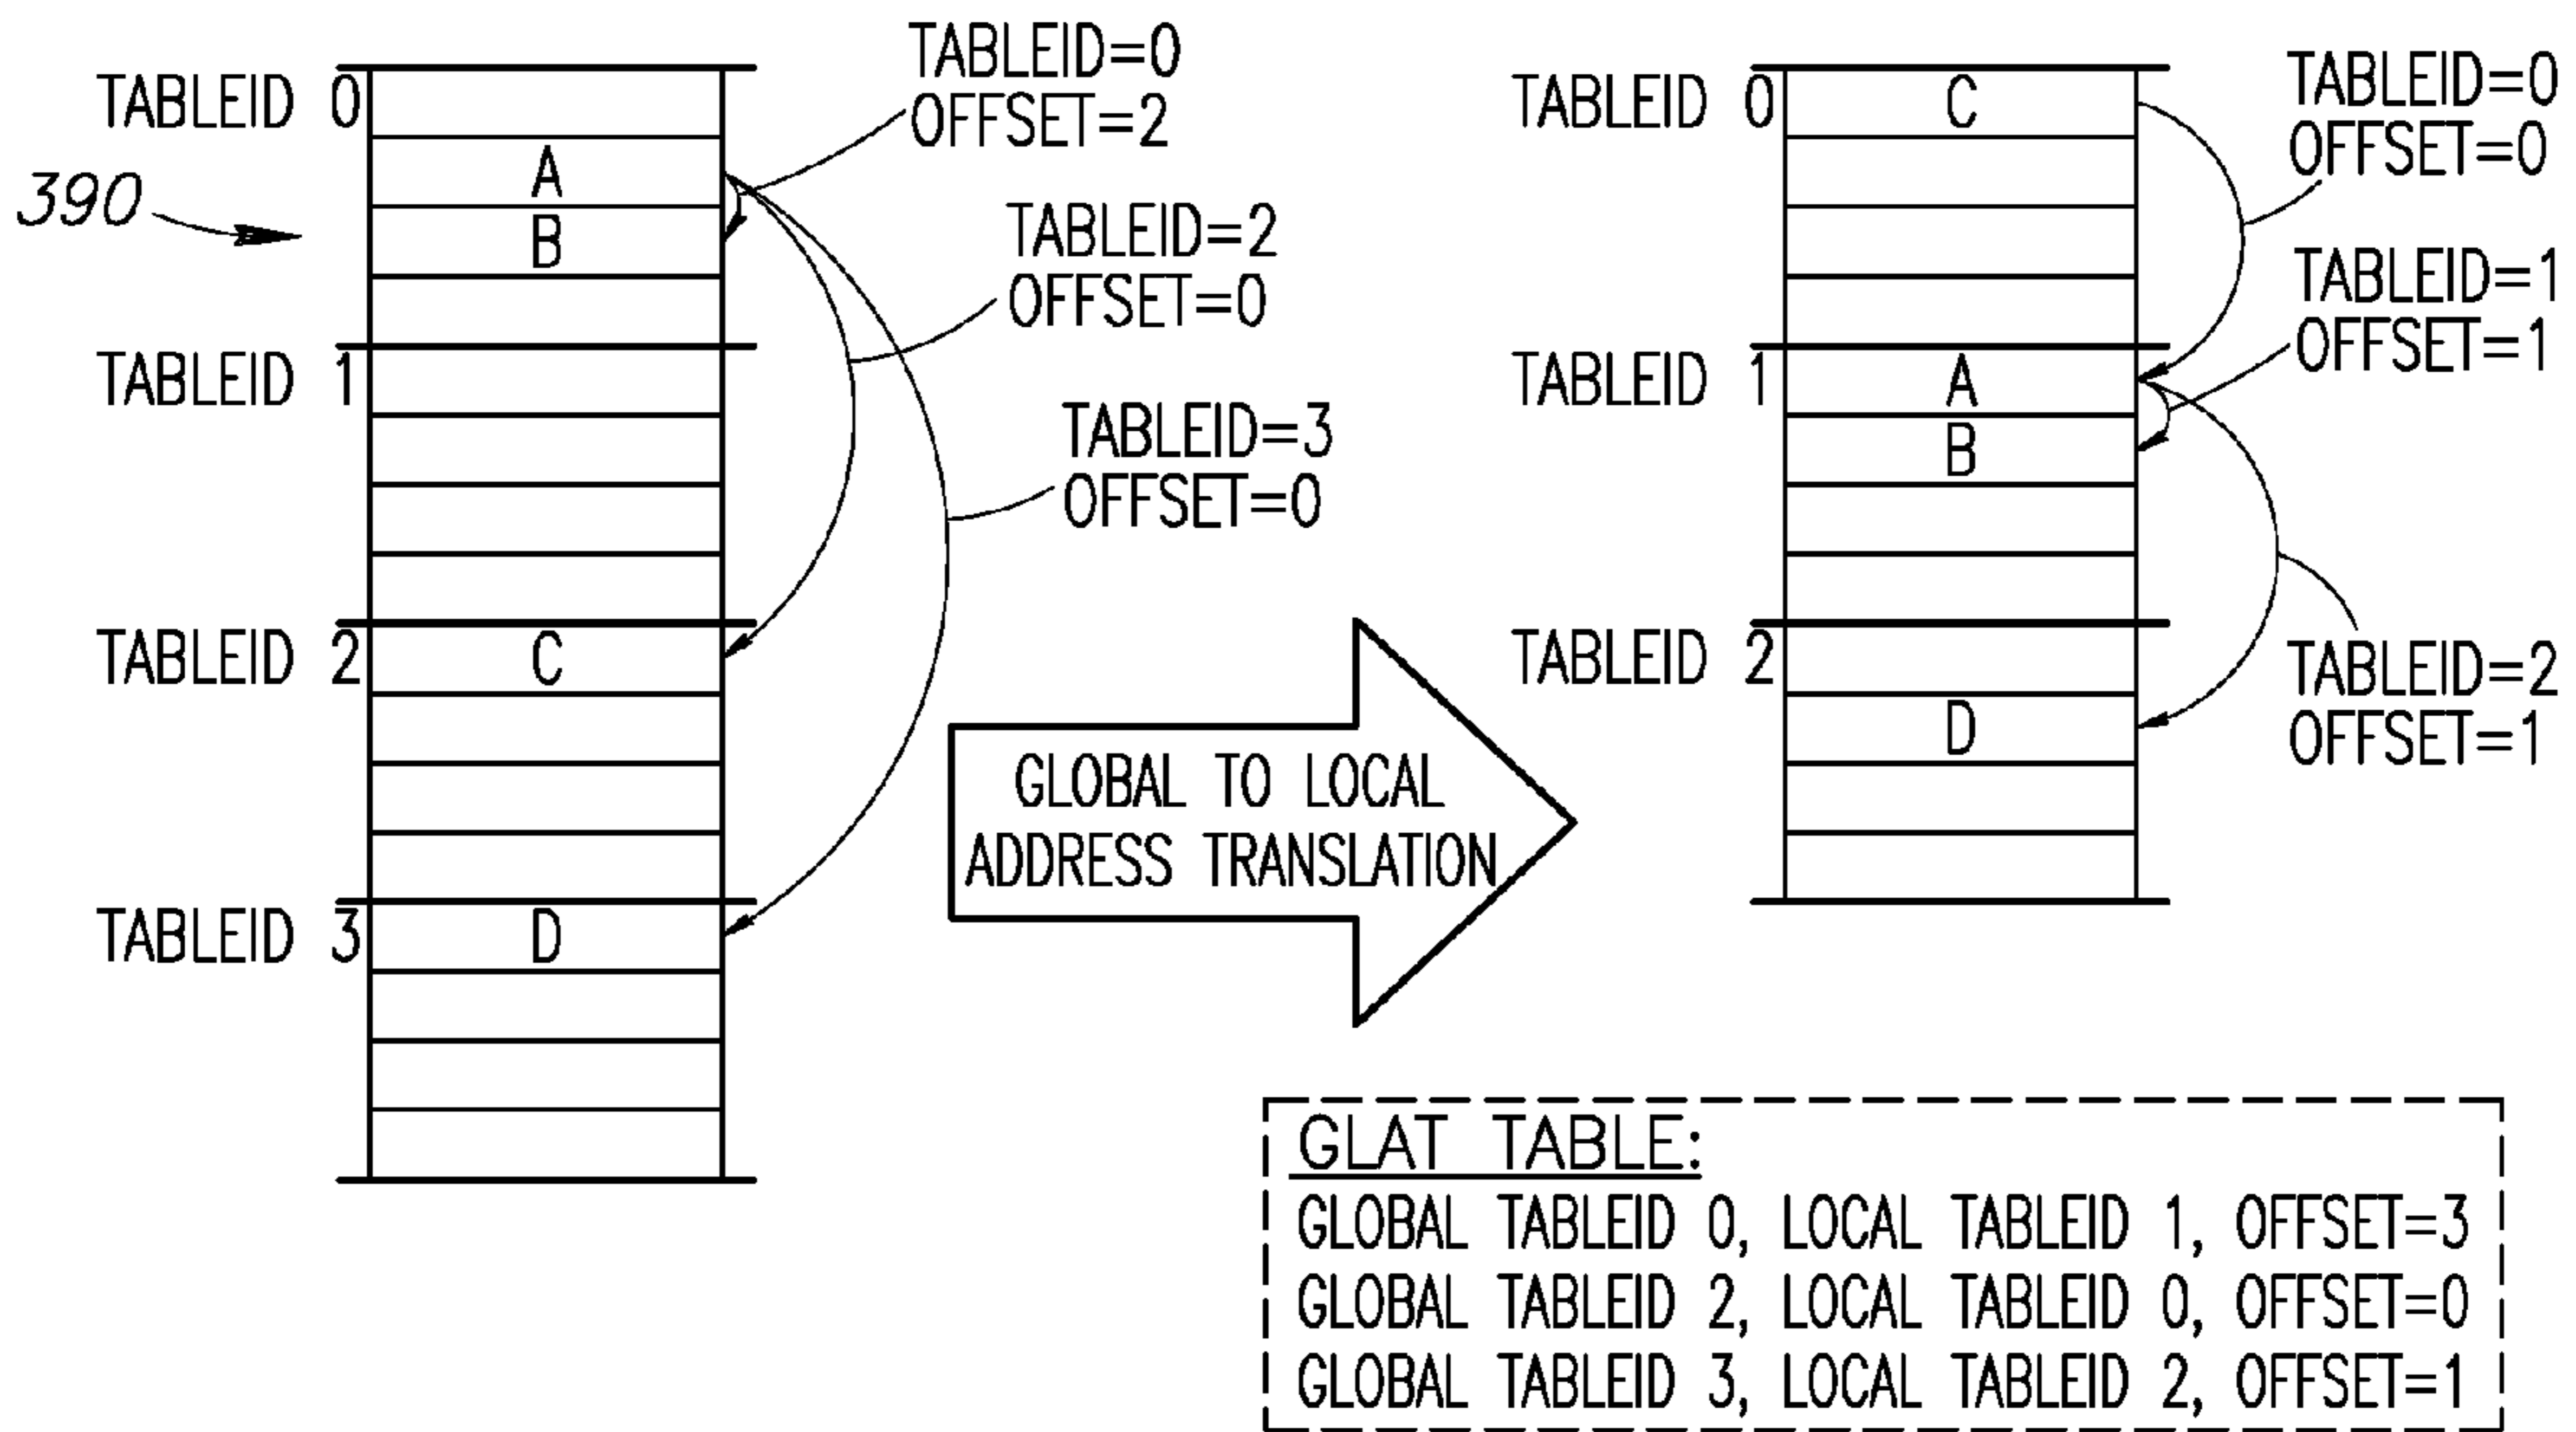 TABLEID 0
390
A
B
TABLEID 1
TABLEID 2
C
TABLEID 3
D
TABLEID=0
OFFSET=2
TABLEID=2
OFFSET=0
TABLEID=3
OFFSET=0
GLOBAL TO LOCAL
ADDRESS TRANSLATION
TABLEID 0
C
TABLEID 1
A
B
TABLEID 2
D
TABLEID=0
OFFSET=0
TABLEID=1
OFFSET=1
TABLEID=2
OFFSET=1
GLAT TABLE:
GLOBAL TABLEID 0, LOCAL TABLEID 1, OFFSET=3
GLOBAL TABLEID 2, LOCAL TABLEID 0, OFFSET=0
GLOBAL TABLEID 3, LOCAL TABLEID 2, OFFSET=1